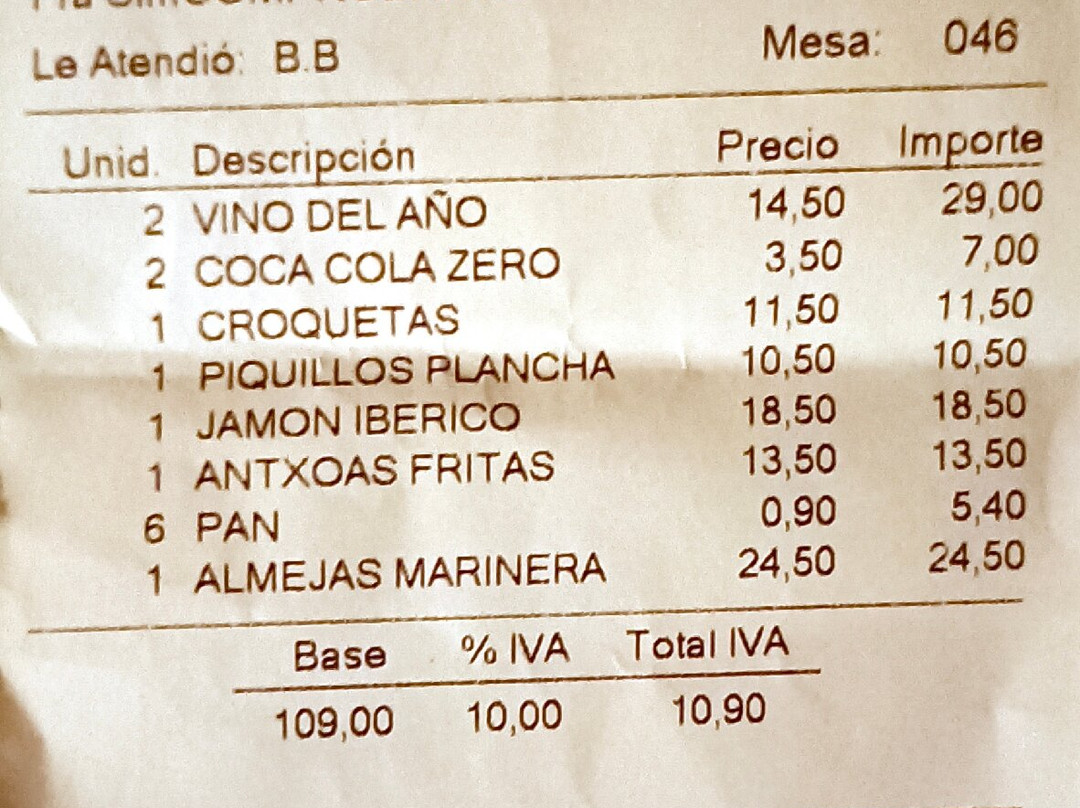 Le Atendió: B.B Mesa: 046
Unid. Descripción Precio Importe
2 VINO DEL AÑO 14,50 29,00
2 COCA COLA ZERO 3,50 7,00
1 CROQUETAS 11,50 11,50
1 PIQUILLOS PLANCHA 10,50 10,50
1 JAMON IBERICO 18,50 18,50
1 ANTXOAS FRITAS 13,50 13,50
6 PAN 0,90 5,40
1 ALMEJAS MARINERA 24,50 24,50
Base % IVA Total IVA
109,00 10,00 10,90